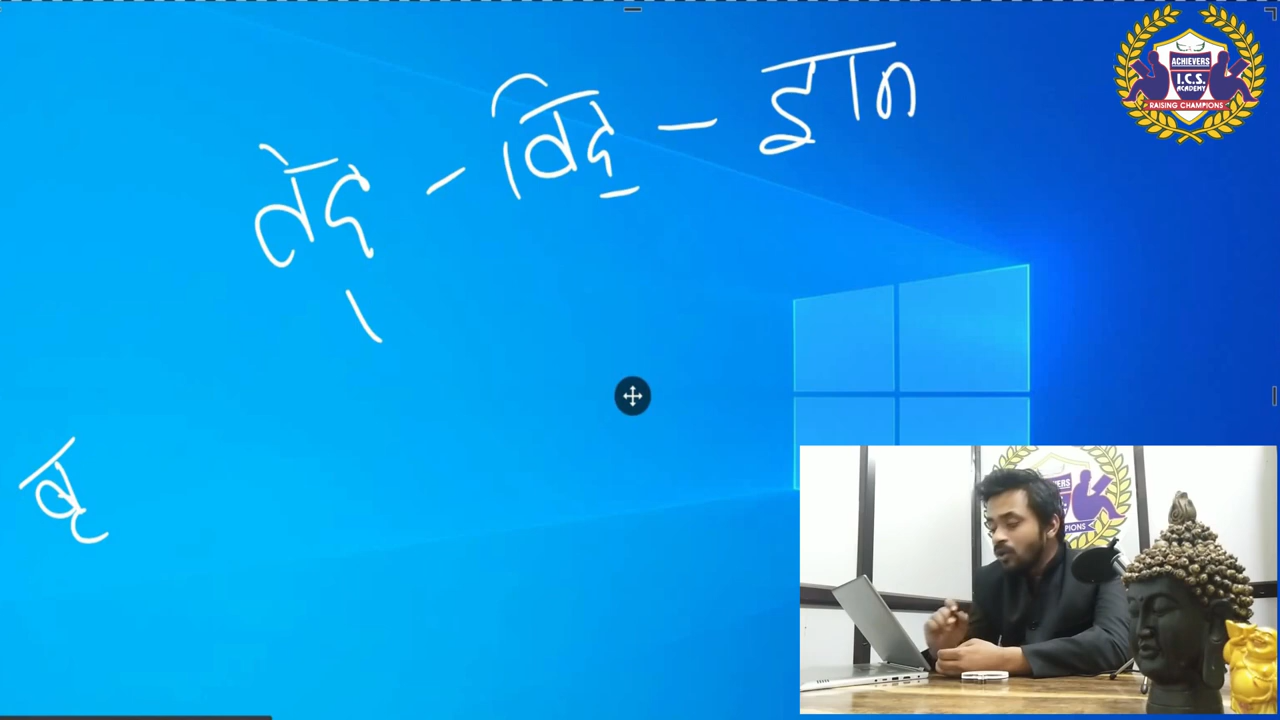 वेद - विद् - ज्ञान
वृ
ACHIEVERS
I.C.S.
ACADEMY
RAISING CHAMPIONS